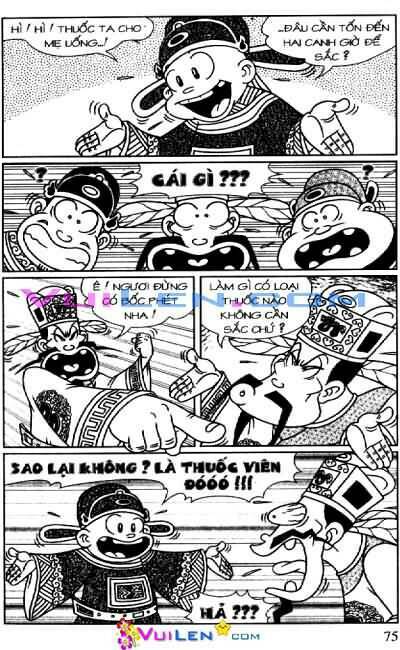 HÌ ! HÌ ! THUỐC TA CHO
MẸ UỐNG...!
...ĐÂU CẦN TỐN ĐẾN
HAI CANH GIỜ ĐỂ
SẮC ?
?
CÁI GÌ ???
?
Ê ! NGƯƠI ĐỪNG
CÓ BỐC PHÉT
NHA !
LÀM GÌ CÓ LOẠI
THUỐC NÀO
KHÔNG CẦN
SẮC CHỨ ?
VUILEN.COM
SAO LẠI KHÔNG ? LÀ THUỐC VIÊN
ĐÓÓÓ !!!
HẢ ???
VUILEN.COM
75